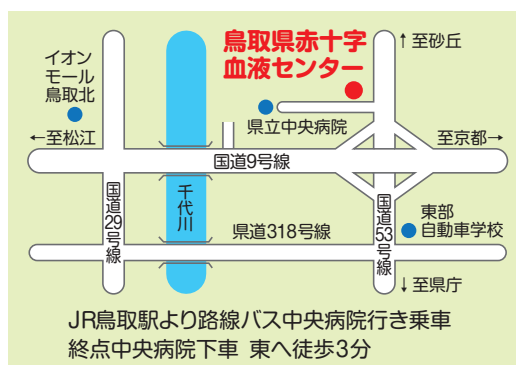 鳥取県赤十字
血液センター
↑至砂丘
イオン
モール
鳥取北
県立中央病院
←至松江
至京都→
国道9号線
国道29号線
千代川
国道53号線
東部
自動車学校
県道318号線
↓至県庁
JR鳥取駅より路線バス中央病院行き乗車
終点中央病院下車 東へ徒歩3分